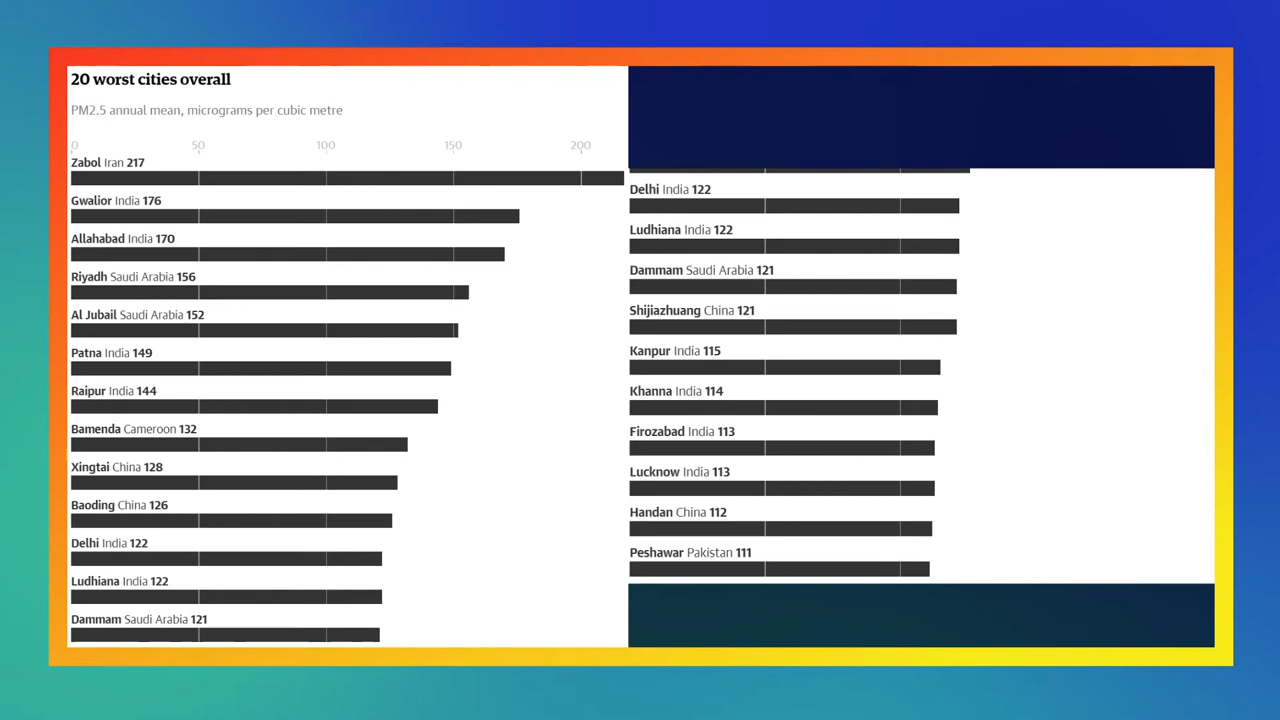 20 worst cities overall
PM2.5 annual mean, micrograms per cubic metre
0 50 100 150 200
Zabol Iran 217
Gwalior India 176
Allahabad India 170
Riyadh Saudi Arabia 156
Al Jubail Saudi Arabia 152
Patna India 149
Raipur India 144
Bamenda Cameroon 132
Xingtai China 128
Baoding China 126
Delhi India 122
Ludhiana India 122
Dammam Saudi Arabia 121
Delhi India 122
Ludhiana India 122
Dammam Saudi Arabia 121
Shijiazhuang China 121
Kanpur India 115
Khanna India 114
Firozabad India 113
Lucknow India 113
Handan China 112
Peshawar Pakistan 111